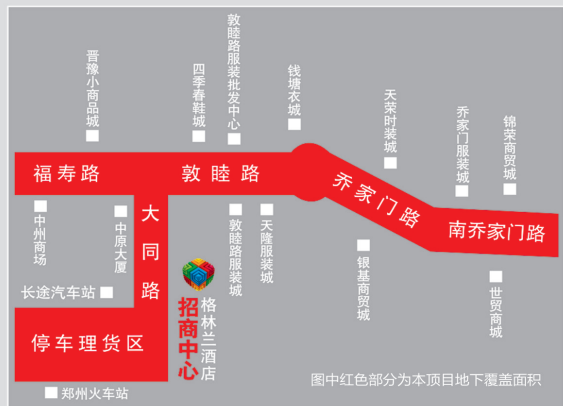 晋豫小商品城
四季春鞋城
敦睦路服装批发中心
钱塘衣城
天荣时装城
乔家门服装城
锦荣商贸城
福寿路
敦睦路
乔家门路
南乔家门路
大同路
中州商场
中原大厦
敦睦路服装城
天隆服装城
银基商贸城
世贸商城
长途汽车站
招商中心
格林兰酒店
停车理货区
郑州火车站
图中红色部分为本项目地下覆盖面积